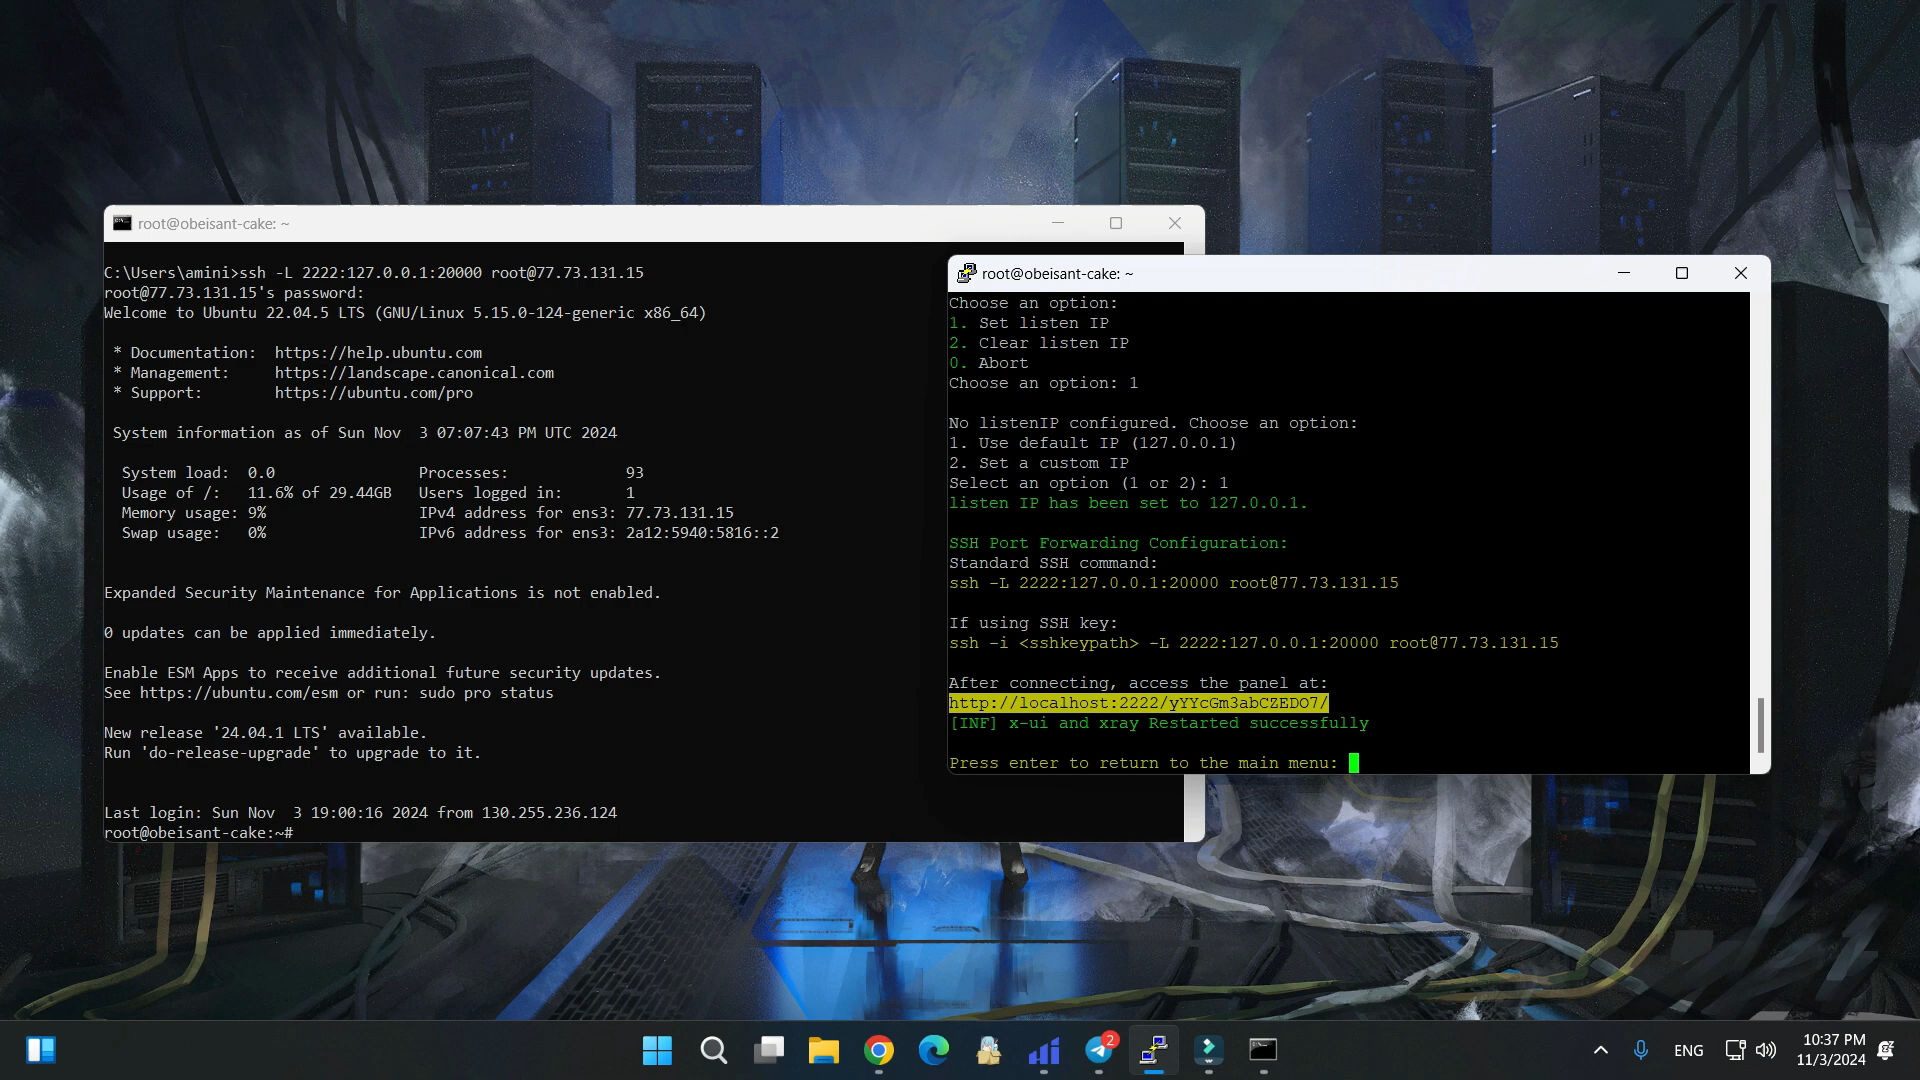 root@obeisant-cake: ~
C:\Users\amini>ssh -L 2222:127.0.0.1:20000 root@77.73.131.15
root@77.73.131.15's password:
Welcome to Ubuntu 22.04.5 LTS (GNU/Linux 5.15.0-124-generic x86_64)
* Documentation:  https://help.ubuntu.com
* Management:     https://landscape.canonical.com
* Support:        https://ubuntu.com/pro
System information as of Sun Nov  3 07:07:43 PM UTC 2024
System load:  0.0                Processes:             93
Usage of /:   11.6% of 29.44GB   Users logged in:       1
Memory usage: 9%                 IPv4 address for ens3: 77.73.131.15
Swap usage:   0%                 IPv6 address for ens3: 2a12:5940:5816::2
Expanded Security Maintenance for Applications is not enabled.
0 updates can be applied immediately.
Enable ESM Apps to receive additional future security updates.
See https://ubuntu.com/esm or run: sudo pro status
New release '24.04.1 LTS' available.
Run 'do-release-upgrade' to upgrade to it.
Last login: Sun Nov  3 19:00:16 2024 from 130.255.236.124
root@obeisant-cake:~#
root@obeisant-cake: ~
Choose an option:
1. Set listen IP
2. Clear listen IP
0. Abort
Choose an option: 1
No listenIP configured. Choose an option:
1. Use default IP (127.0.0.1)
2. Set a custom IP
Select an option (1 or 2): 1
listen IP has been set to 127.0.0.1.
SSH Port Forwarding Configuration:
Standard SSH command:
ssh -L 2222:127.0.0.1:20000 root@77.73.131.15
If using SSH key:
ssh -i <sshkeypath> -L 2222:127.0.0.1:20000 root@77.73.131.15
After connecting, access the panel at:
http://localhost:2222/yYYcGm3abCZEDO7/
[INF] x-ui and xray Restarted successfully
Press enter to return to the main menu:
2
ENG
10:37 PM
11/3/2024